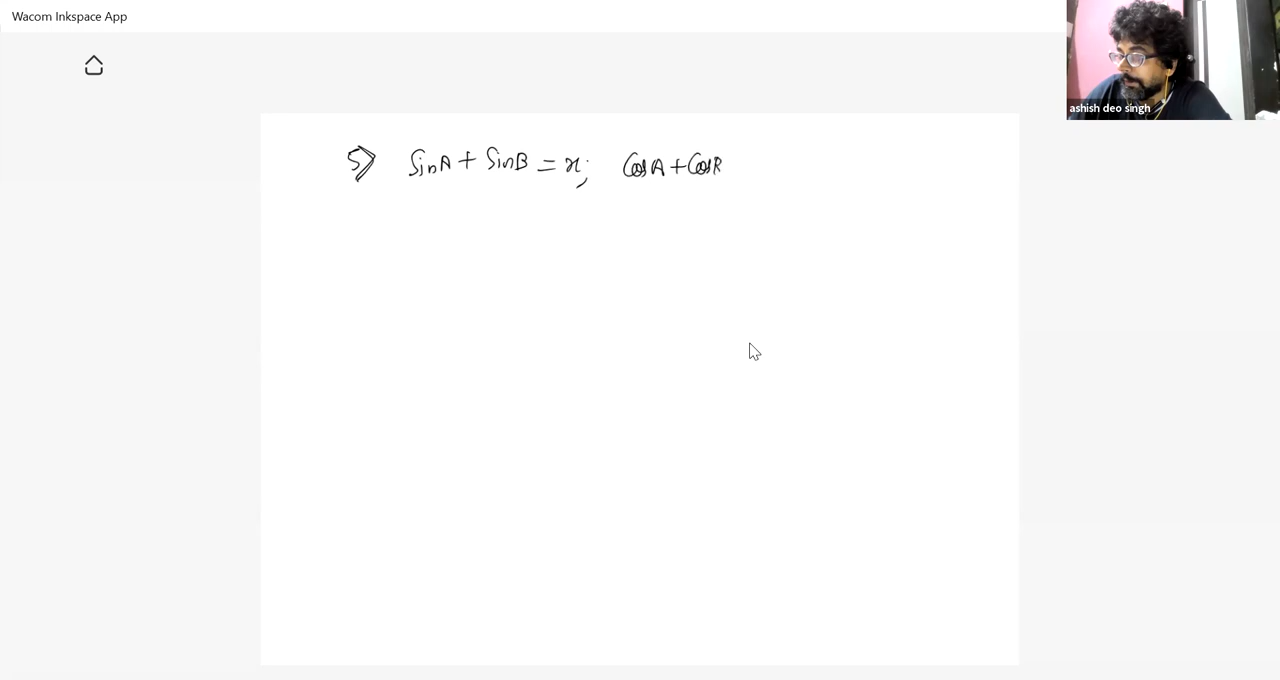 Wacom Inkspace App
ashish deo singh
5) SinA + SinB = x; CosA + CosB